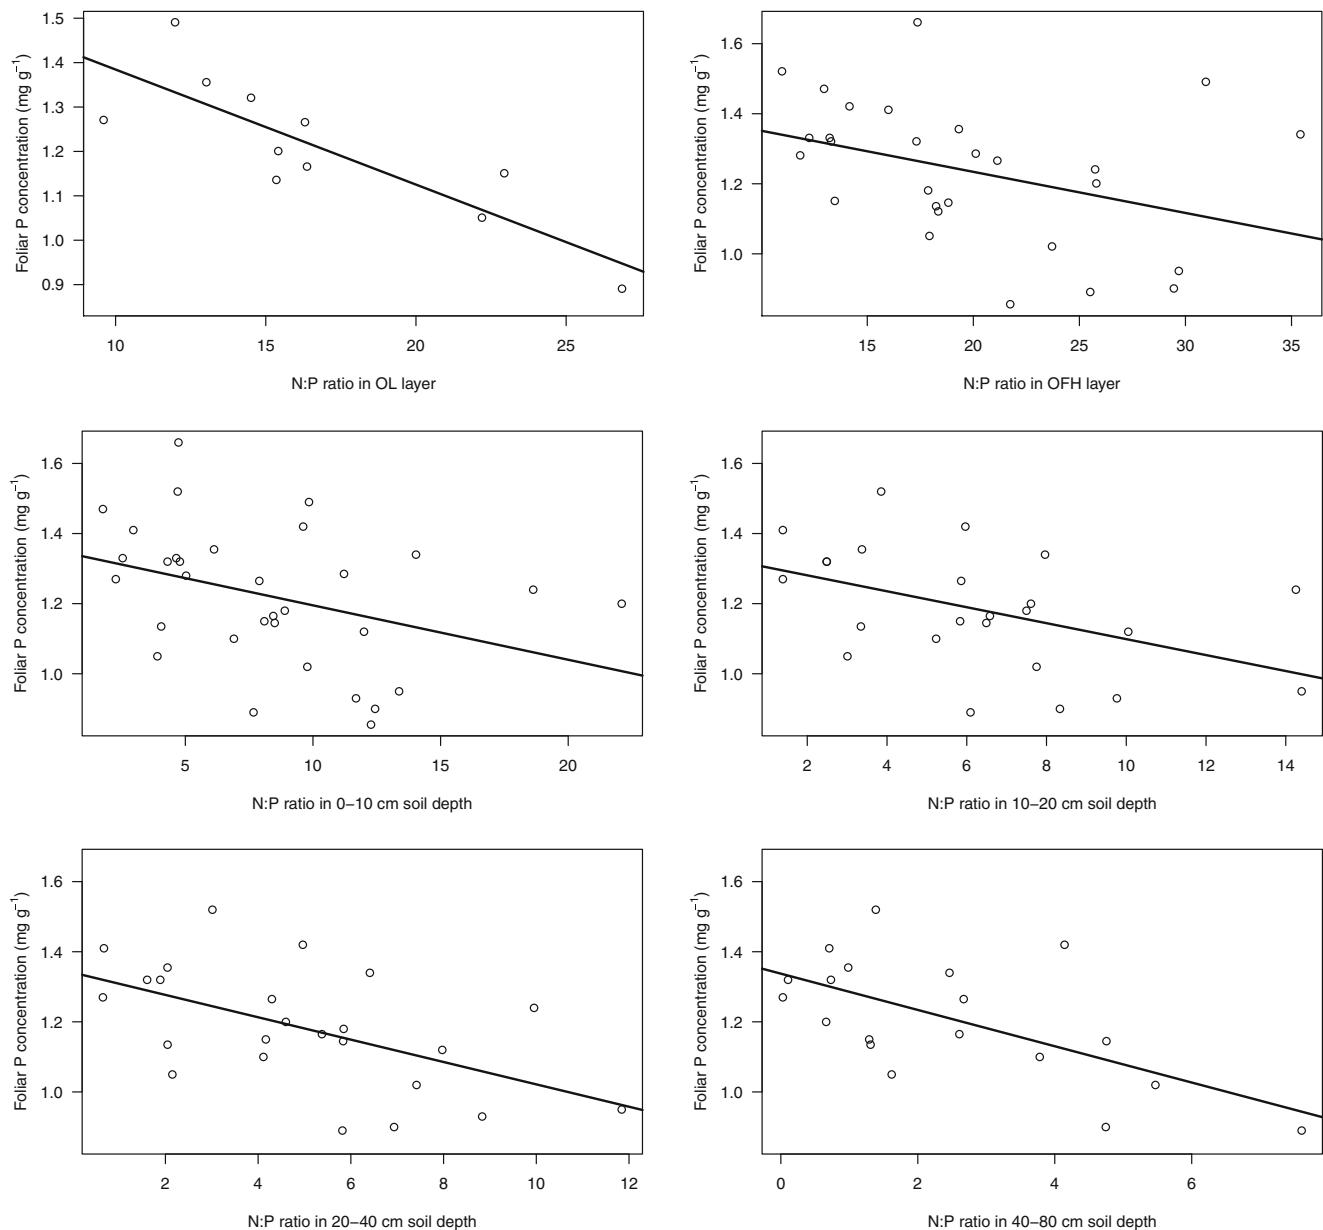 Foliar P concentration (mg g⁻¹)
1.5
1.4
1.3
1.2
1.1
1.0
0.9
10 15 20 25
N:P ratio in OL layer
Foliar P concentration (mg g⁻¹)
1.6
1.4
1.2
1.0
15 20 25 30 35
N:P ratio in OFH layer
Foliar P concentration (mg g⁻¹)
1.6
1.4
1.2
1.0
5 10 15 20
N:P ratio in 0–10 cm soil depth
Foliar P concentration (mg g⁻¹)
1.6
1.4
1.2
1.0
2 4 6 8 10 12 14
N:P ratio in 10–20 cm soil depth
Foliar P concentration (mg g⁻¹)
1.6
1.4
1.2
1.0
2 4 6 8 10 12
N:P ratio in 20–40 cm soil depth
Foliar P concentration (mg g⁻¹)
1.6
1.4
1.2
1.0
0 2 4 6
N:P ratio in 40–80 cm soil depth